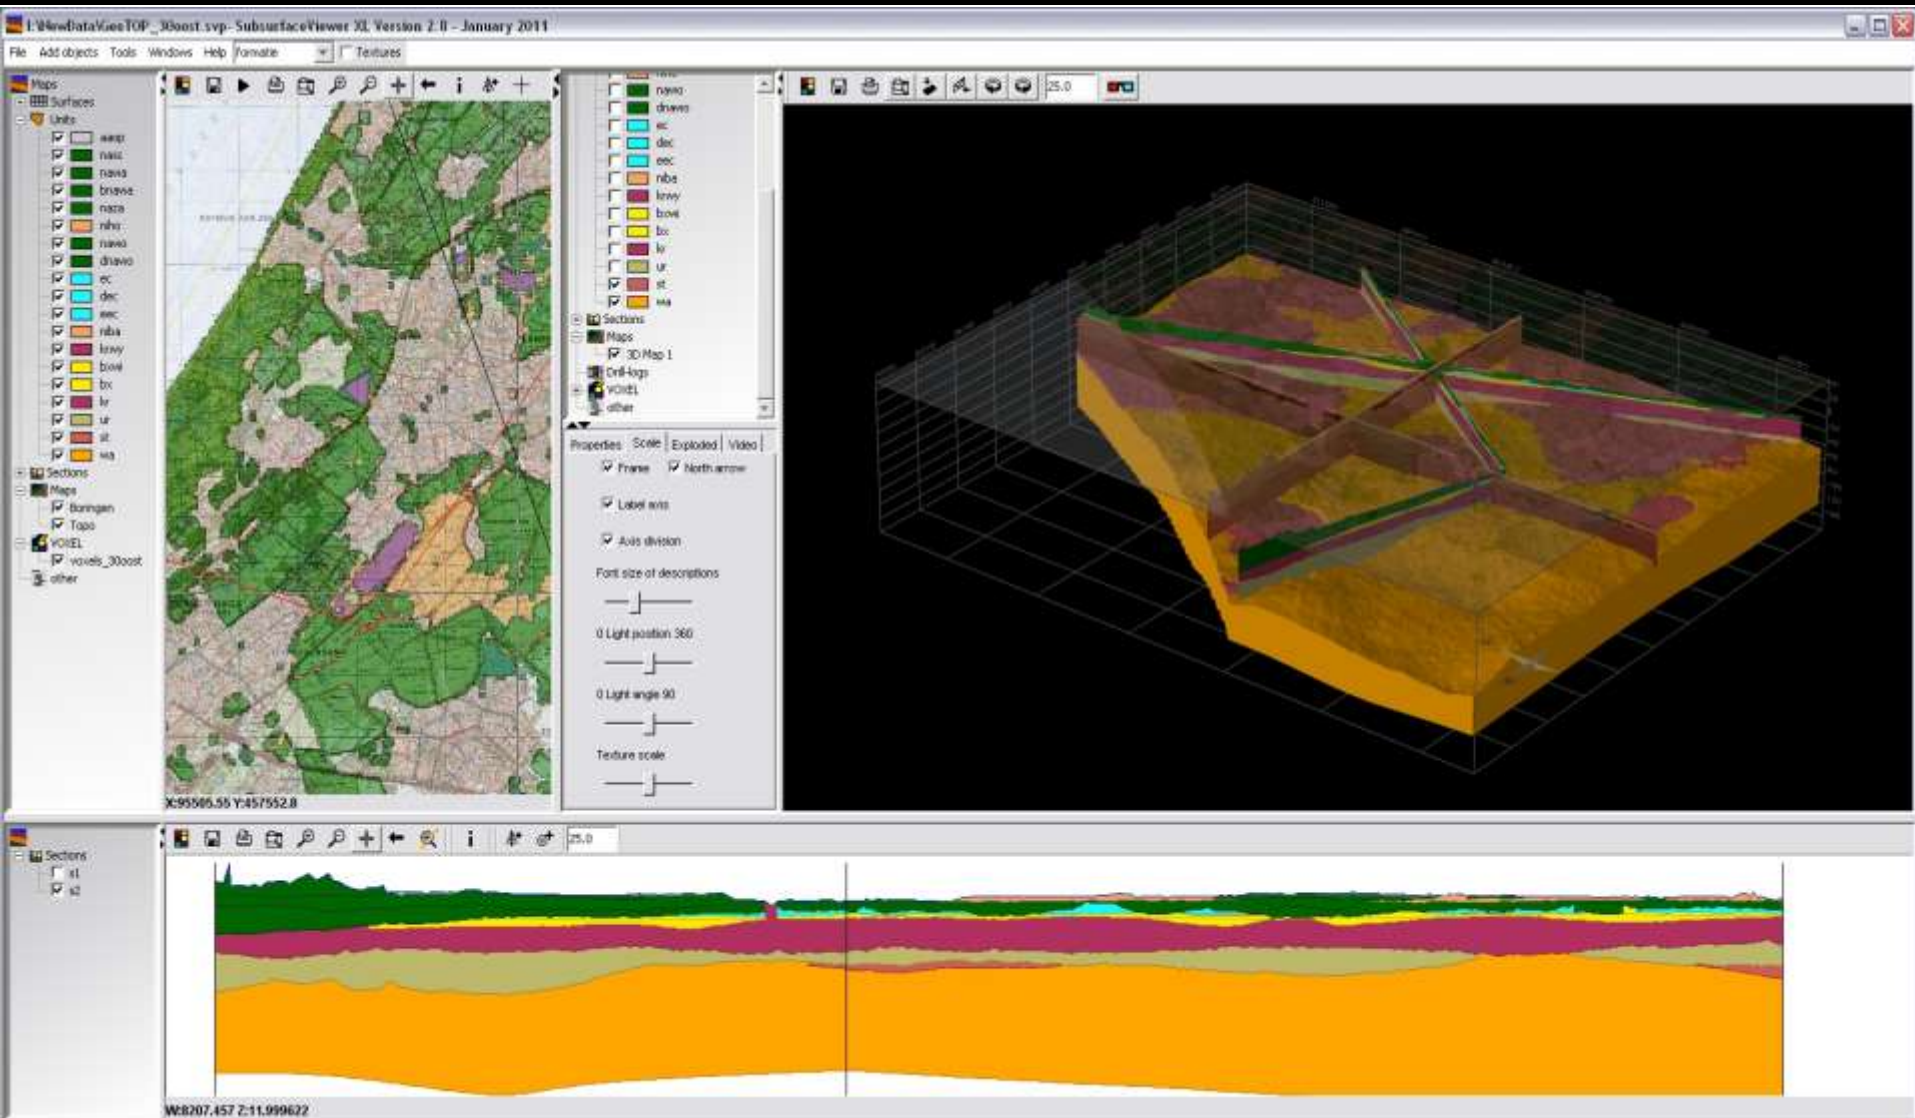 I:\NewData\GeoTOP_30oost.svp- SubsurfaceViewer XL Version 2.0 - January 2011
File Add objects Tools Windows Help formatie Textures
Maps
Surfaces
Units
aaop
nasc
nawa
bnawa
naza
niho
nawo
dnawo
ec
dec
eec
niba
krwy
bxwi
bx
kr
ur
st
wa
Sections
Maps
Boringen
Topo
VOXEL
voxels_30oost
other
X:95505.55 Y:457552.8
nawo
dnawo
ec
dec
eec
niba
krwy
bxwi
bx
kr
ur
st
wa
Sections
Maps
3D Map 1
Drill-logs
VOXEL
other
Properties Scale Exploded Video
Frame North arrow
Label axis
Axis division
Font size of descriptions
0 Light position 360
0 Light angle 90
Texture scale
25.0
Sections
s1
s2
25.0
W:8207.457 Z:11.999622